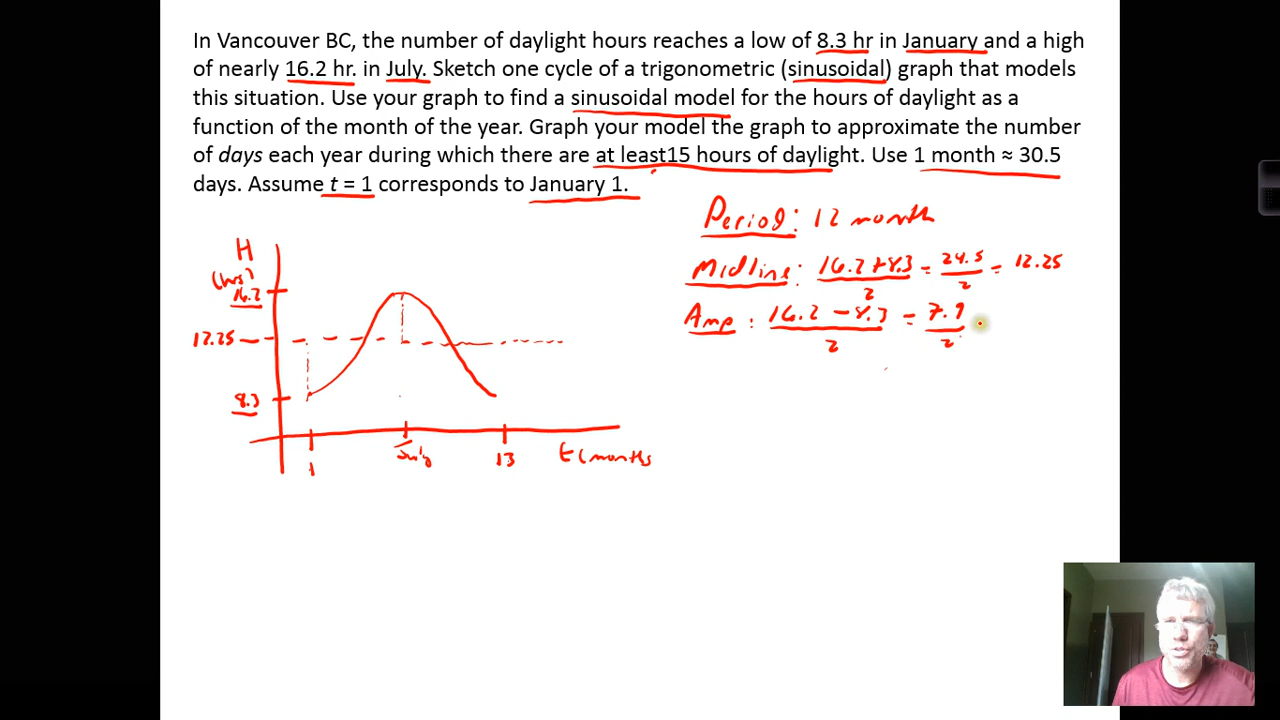 In Vancouver BC, the number of daylight hours reaches a low of 8.3 hr in January and a high
of nearly 16.2 hr. in July. Sketch one cycle of a trigonometric (sinusoidal) graph that models
this situation. Use your graph to find a sinusoidal model for the hours of daylight as a
function of the month of the year. Graph your model the graph to approximate the number
of days each year during which there are at least15 hours of daylight. Use 1 month ≈ 30.5
days. Assume t = 1 corresponds to January 1.
Period: 12 month
Midline: 16.2+8.3/2 = 24.5/2 = 12.25
Amp: 16.2 - 8.3/2 = 7.9/2
H
(hrs)
16.2
12.25
8.3
1
July
13
t (months